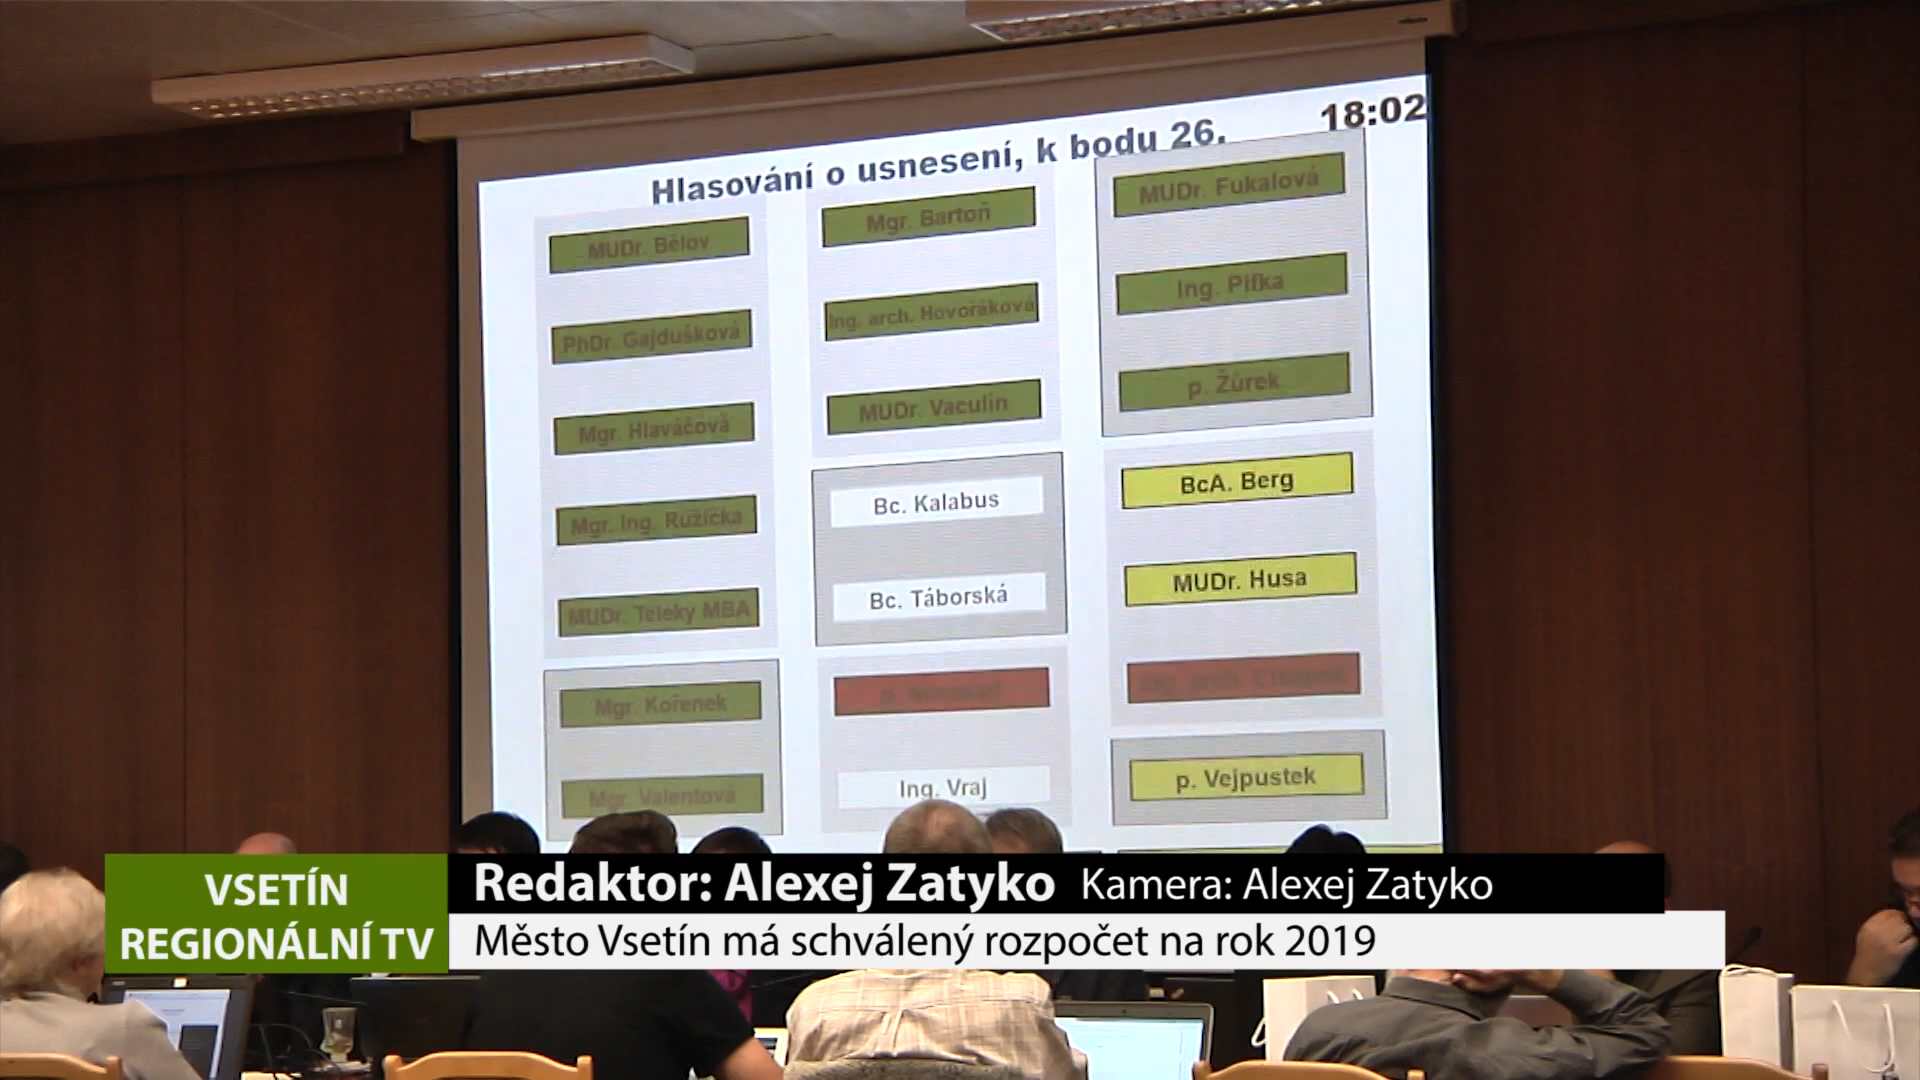 18:02
Hlasování o usnesení, k bodu 26.
MUDr. Bělov
Mgr. Bartoň
MUDr. Fukalová
PhDr. Gajdušková
Ing. arch. Hovořáková
Ing. Pifka
Mgr. Hlaváčová
MUDr. Vaculín
p. Žůrek
Mgr. Ing. Růžička
Bc. Kalabus
BcA. Berg
MUDr. Teleky MBA
Bc. Táborská
MUDr. Husa
Mgr. Kořenek
p.
Ing. arch.
Mgr. Valentová
Ing. Vraj
p. Vejpustek
VSETÍN
REGIONÁLNÍ TV
Redaktor: Alexej Zatyko Kamera: Alexej Zatyko
Město Vsetín má schválený rozpočet na rok 2019